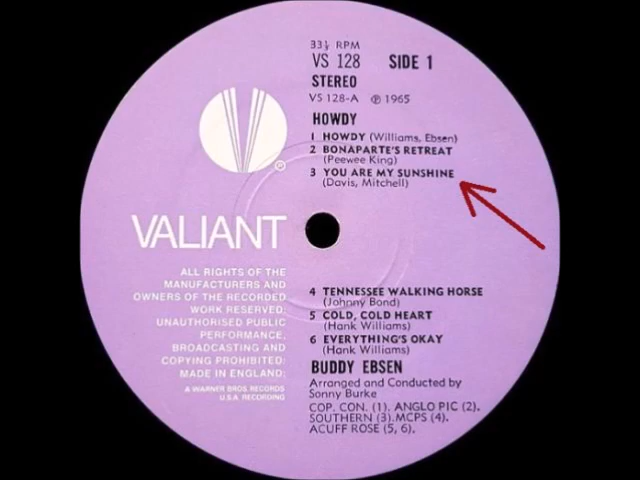 33⅓ RPM
VS 128 SIDE 1
STEREO
VS 128-A ℗ 1965
HOWDY
1 HOWDY (Williams, Ebsen)
2 BONAPARTE'S RETREAT
(Peewee King)
3 YOU ARE MY SUNSHINE
(Davis, Mitchell)
®
VALIANT
ALL RIGHTS OF THE
MANUFACTURERS AND
OWNERS OF THE RECORDED
WORK RESERVED;
UNAUTHORISED PUBLIC
PERFORMANCE,
BROADCASTING AND
COPYING PROHIBITED:
MADE IN ENGLAND;
A WARNER BROS. RECORDS
U.S.A. RECORDING
4 TENNESSEE WALKING HORSE
(Johnny Bond)
5 COLD, COLD HEART
(Hank Williams)
6 EVERYTHING'S OKAY
(Hank Williams)
BUDDY EBSEN
Arranged and Conducted by
Sonny Burke
COP. CON. (1). ANGLO PIC (2).
SOUTHERN (3). MCPS (4).
ACUFF ROSE (5, 6).